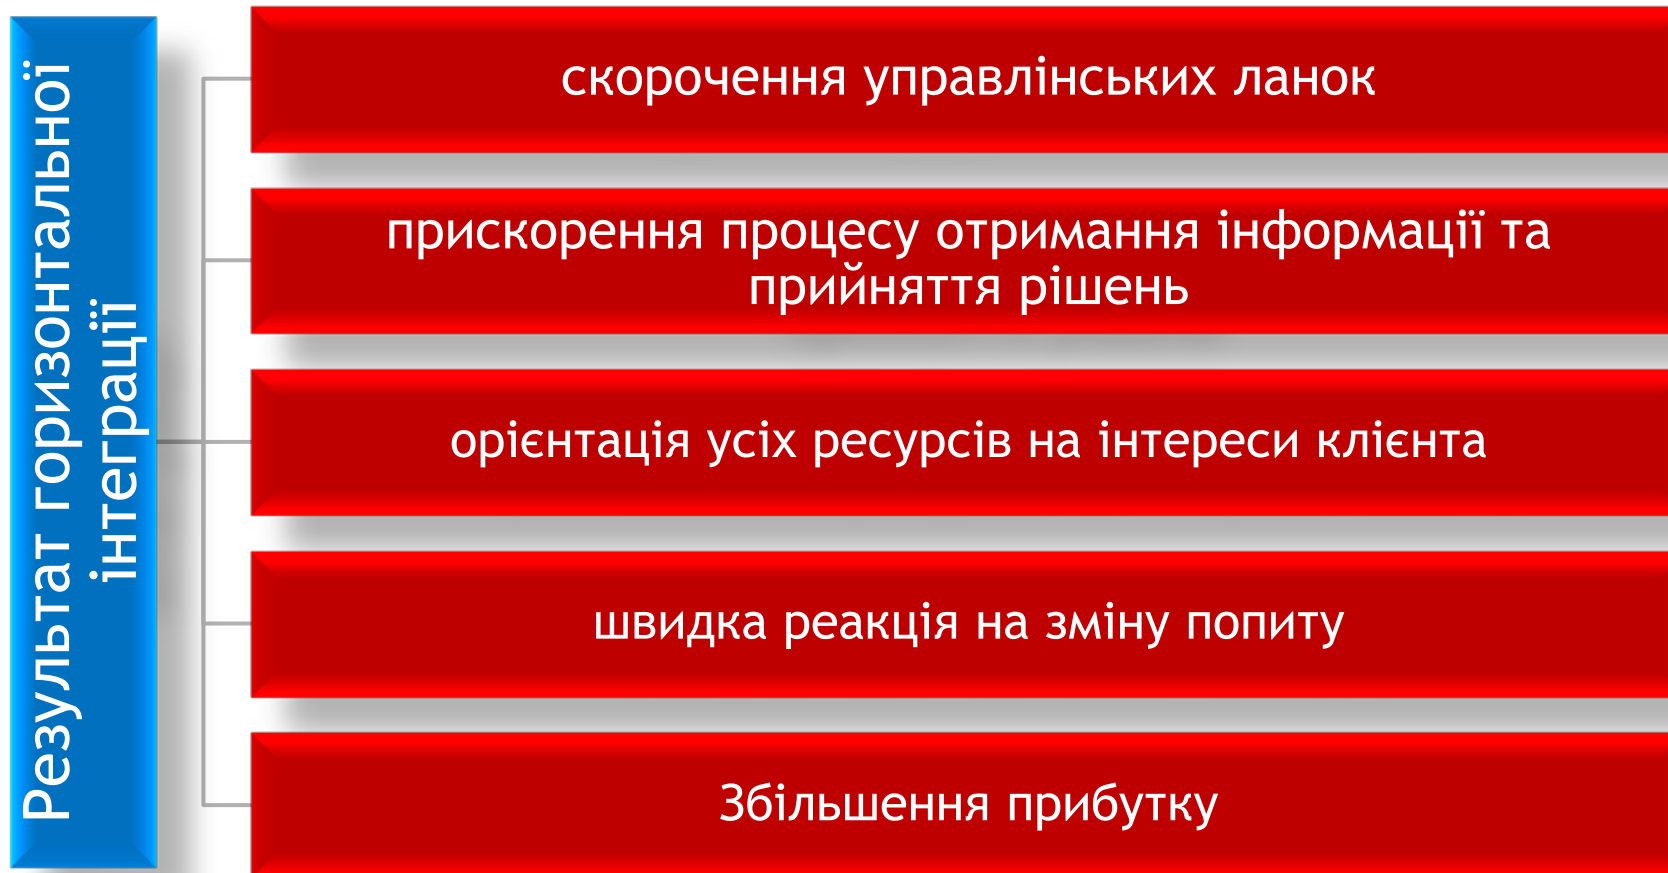 Результат горизонтальної
інтеграції
скорочення управлінських ланок
прискорення процесу отримання інформації та
прийняття рішень
орієнтація усіх ресурсів на інтереси клієнта
швидка реакція на зміну попиту
Збільшення прибутку